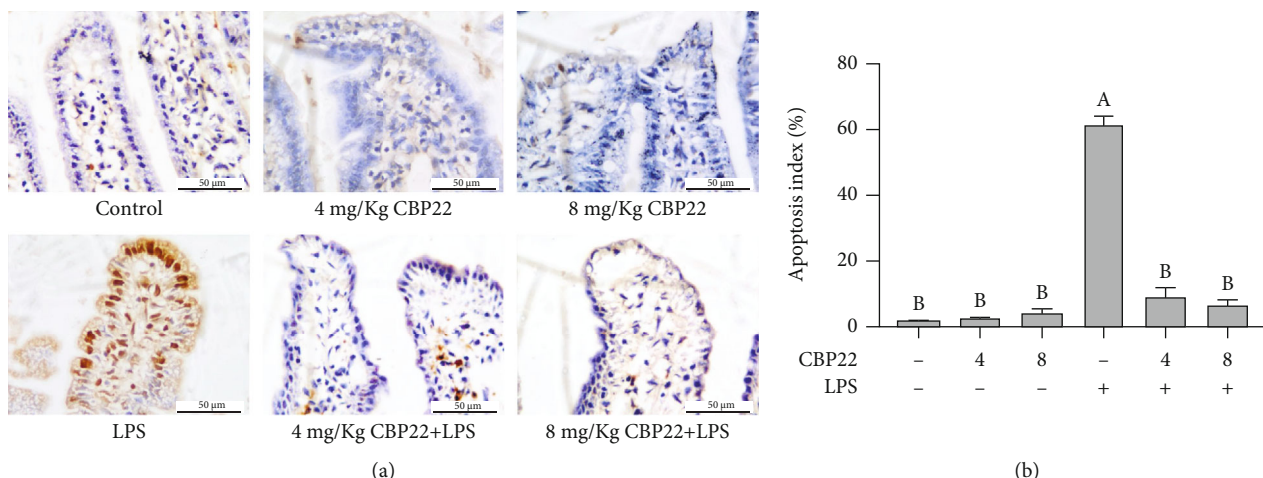 50 μm
50 μm
50 μm
Control
4 mg/Kg CBP22
8 mg/Kg CBP22
50 μm
50 μm
50 μm
LPS
4 mg/Kg CBP22+LPS
8 mg/Kg CBP22+LPS
(a)
Apoptosis index (%)
80
60
40
20
0
B
B
B
A
B
B
CBP22 – 4 8 – 4 8
LPS – – – + + +
(b)